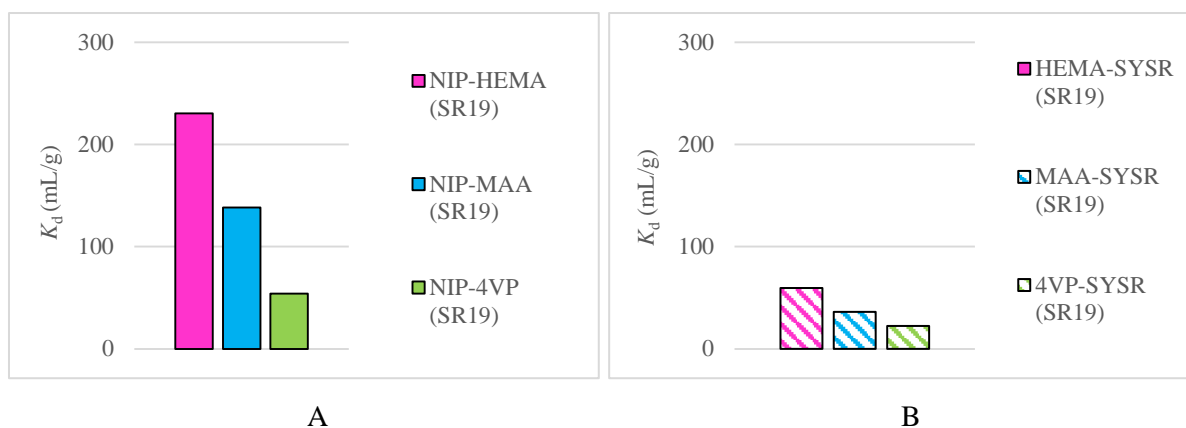 300
200
100
0
K_d (mL/g)
NIP-HEMA
(SR19)
NIP-MAA
(SR19)
NIP-4VP
(SR19)
A
300
200
100
0
K_d (mL/g)
HEMA-SYSR
(SR19)
MAA-SYSR
(SR19)
4VP-SYSR
(SR19)
B